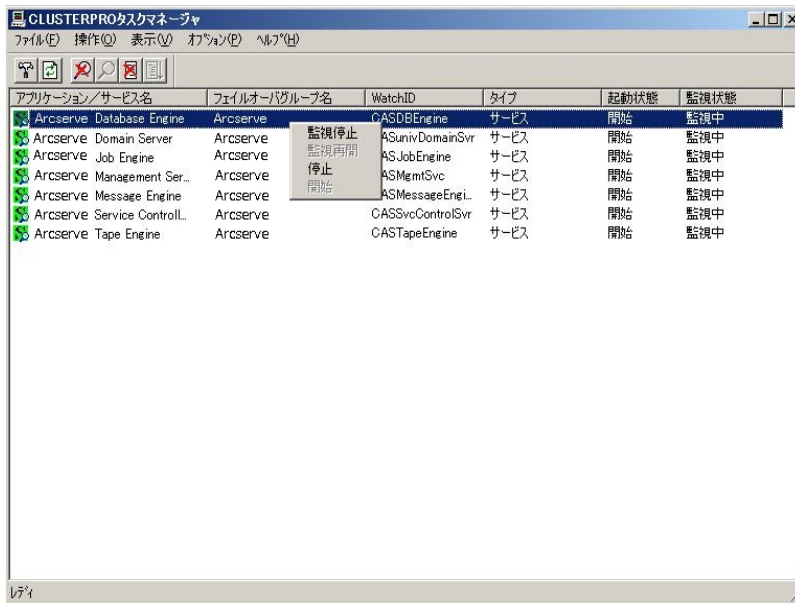 CLUSTERPROタスクマネージャ
ファイル(F) 操作(O) 表示(V) オプション(P) ヘルプ(H)
アプリケーション／サービス名 フェイルオーバグループ名 WatchID タイプ 起動状態 監視状態
Arcserve Database Engine Arcserve CASDBEngine サービス 開始 監視中
Arcserve Domain Server Arcserve ASunivDomainSvr サービス 開始 監視中
Arcserve Job Engine Arcserve ASJobEngine サービス 開始 監視中
Arcserve Management Ser... Arcserve ASMgmtSvc サービス 開始 監視中
Arcserve Message Engine Arcserve ASMessageEngi... サービス 開始 監視中
Arcserve Service Controll... Arcserve CASSvcControlSvr サービス 開始 監視中
Arcserve Tape Engine Arcserve CASTapeEngine サービス 開始 監視中
監視停止
監視再開
停止
開始
レディ